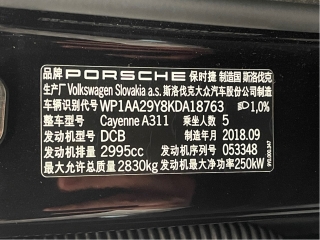 品牌 PORSCHE 保时捷 制造国 斯洛伐克
生产厂 Volkswagen Slovakia a.s. 斯洛伐克大众汽车股份公司制造
车辆识别代号 WP1AA29Y8KDA18763 1,0%
整车型号 Cayenne A311 乘坐人数 5
发动机型号 DCB 制造年月 2018.09
发动机排量 2995cc 发动机序号 053348
最大允许总质量 2830kg 发动机最大净功率 250kW